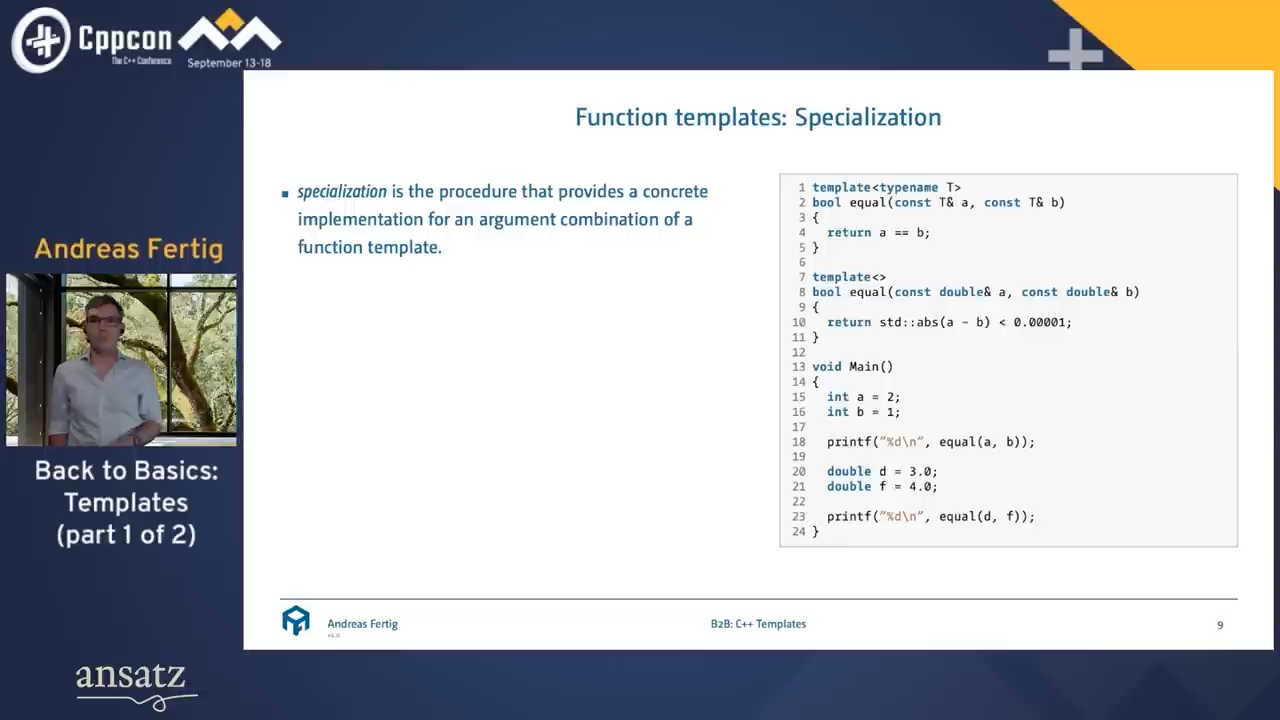 Cppcon
The C++ Conference
September 13-18
Andreas Fertig
Back to Basics:
Templates
(part 1 of 2)
ansatz
Function templates: Specialization
▪ specialization is the procedure that provides a concrete
implementation for an argument combination of a
function template.
1 template<typename T>
2 bool equal(const T& a, const T& b)
3 {
4   return a == b;
5 }
6
7 template<>
8 bool equal(const double& a, const double& b)
9 {
10   return std::abs(a - b) < 0.00001;
11 }
12
13 void Main()
14 {
15   int a = 2;
16   int b = 1;
17
18   printf("%d\n", equal(a, b));
19
20   double d = 3.0;
21   double f = 4.0;
22
23   printf("%d\n", equal(d, f));
24 }
Andreas Fertig
B2B: C++ Templates
9